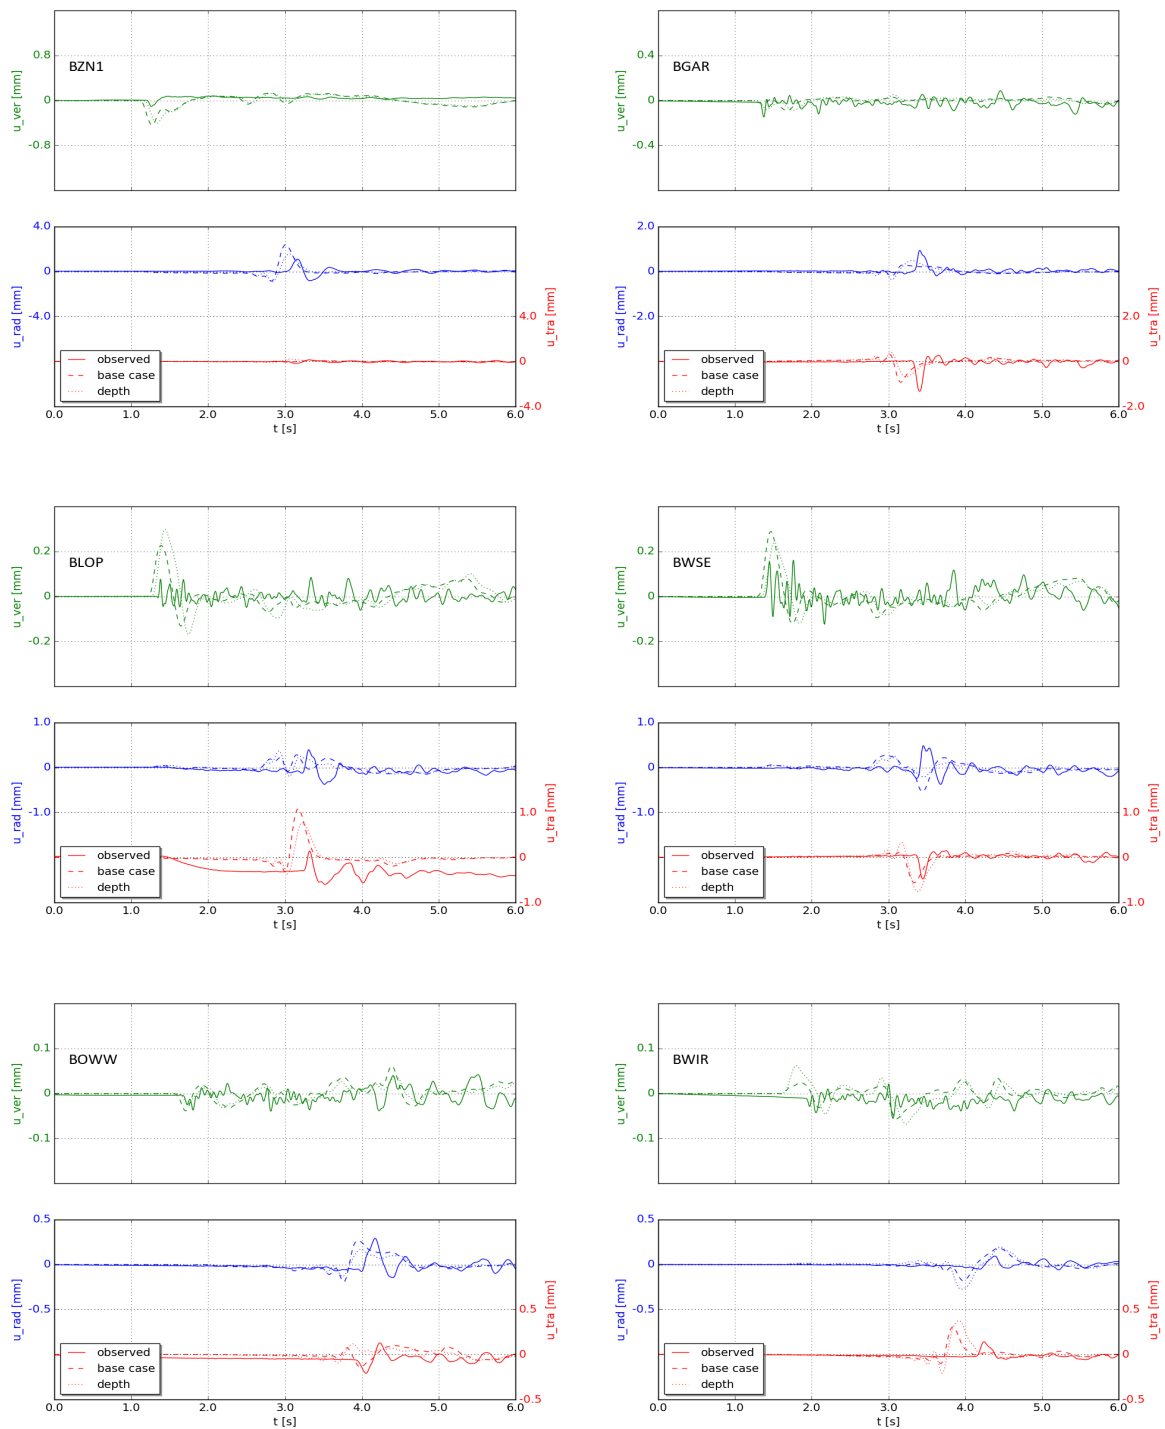 BZN1
u_ver [mm]
0.8
0
-0.8
u_rad [mm]
4.0
0
-4.0
u_tra [mm]
4.0
0
-4.0
observed
base case
depth
0.0 1.0 2.0 3.0 4.0 5.0 6.0
t [s]
BGAR
u_ver [mm]
0.4
0
-0.4
u_rad [mm]
2.0
0
-2.0
u_tra [mm]
2.0
0
-2.0
observed
base case
depth
0.0 1.0 2.0 3.0 4.0 5.0 6.0
t [s]
BLOP
u_ver [mm]
0.2
0
-0.2
u_rad [mm]
1.0
0
-1.0
u_tra [mm]
1.0
0
-1.0
observed
base case
depth
0.0 1.0 2.0 3.0 4.0 5.0 6.0
t [s]
BWSE
u_ver [mm]
0.2
0
-0.2
u_rad [mm]
1.0
0
-1.0
u_tra [mm]
1.0
0
-1.0
observed
base case
depth
0.0 1.0 2.0 3.0 4.0 5.0 6.0
t [s]
BOWW
u_ver [mm]
0.1
0
-0.1
u_rad [mm]
0.5
0
-0.5
u_tra [mm]
0.5
0
-0.5
observed
base case
depth
0.0 1.0 2.0 3.0 4.0 5.0 6.0
t [s]
BWIR
u_ver [mm]
0.1
0
-0.1
u_rad [mm]
0.5
0
-0.5
u_tra [mm]
0.5
0
-0.5
observed
base case
depth
0.0 1.0 2.0 3.0 4.0 5.0 6.0
t [s]